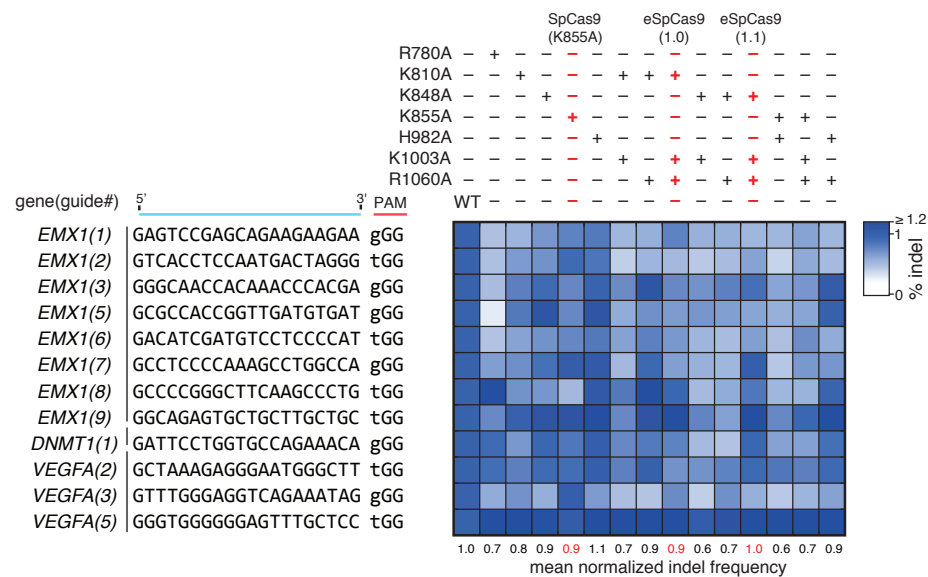 SpCas9 eSpCas9 eSpCas9
(K855A) (1.0) (1.1)
R780A – + – – – – – – – – – – – – –
K810A – – + – – – + + + – – – – – –
K848A – – – + – – – – – + + + – – –
K855A – – – – + – – – – – – – + + –
H982A – – – – – + – – – – – – + – +
K1003A – – – – – – + – + + – + – + –
R1060A – – – – – – – + + – + + – + +
gene(guide#) 5' 3' PAM WT – – – – – – – – – – – – – –
EMX1(1) GAGTCCGAGCAGAAGAAGAA gGG
EMX1(2) GTCACCTCCAATGACTAGGG tGG
EMX1(3) GGGCAACCACAAACCCACGA gGG
EMX1(5) GCGCCACCGGTTGATGTGAT gGG
EMX1(6) GACATCGATGTCCTCCCCAT tGG
EMX1(7) GCCTCCCCAAAGCCTGGCCA gGG
EMX1(8) GCCCCGGGCTTCAAGCCCTG tGG
EMX1(9) GGCAGAGTGCTGCTTGCTGC tGG
DNMT1(1) GATTCCTGGTGCCAGAAACA gGG
VEGFA(2) GCTAAAGAGGGAATGGGCTT tGG
VEGFA(3) GTTTGGGAGGTCAGAAATAG gGG
VEGFA(5) GGGTGGGGGGAGTTTGCTCC tGG
≥ 1.2
1
0
% indel
1.0 0.7 0.8 0.9 0.9 1.1 0.7 0.9 0.9 0.6 0.7 1.0 0.6 0.7 0.9
mean normalized indel frequency